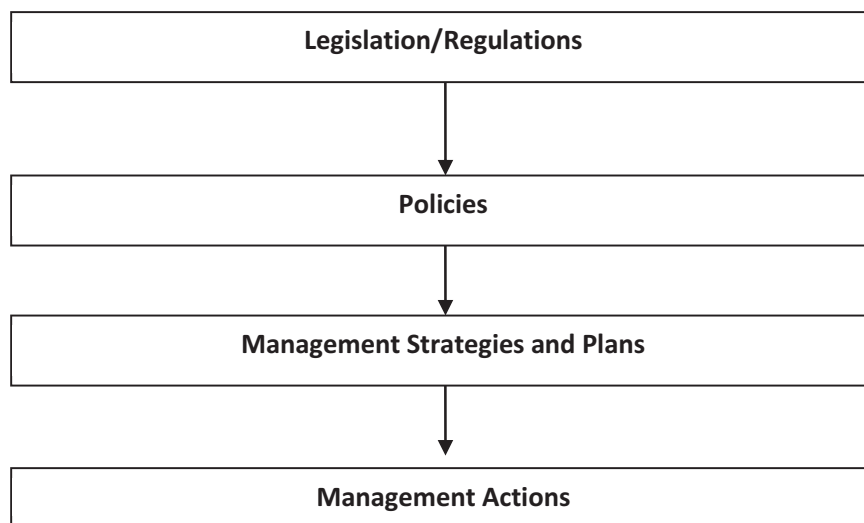 Legislation/Regulations
Policies
Management Strategies and Plans
Management Actions